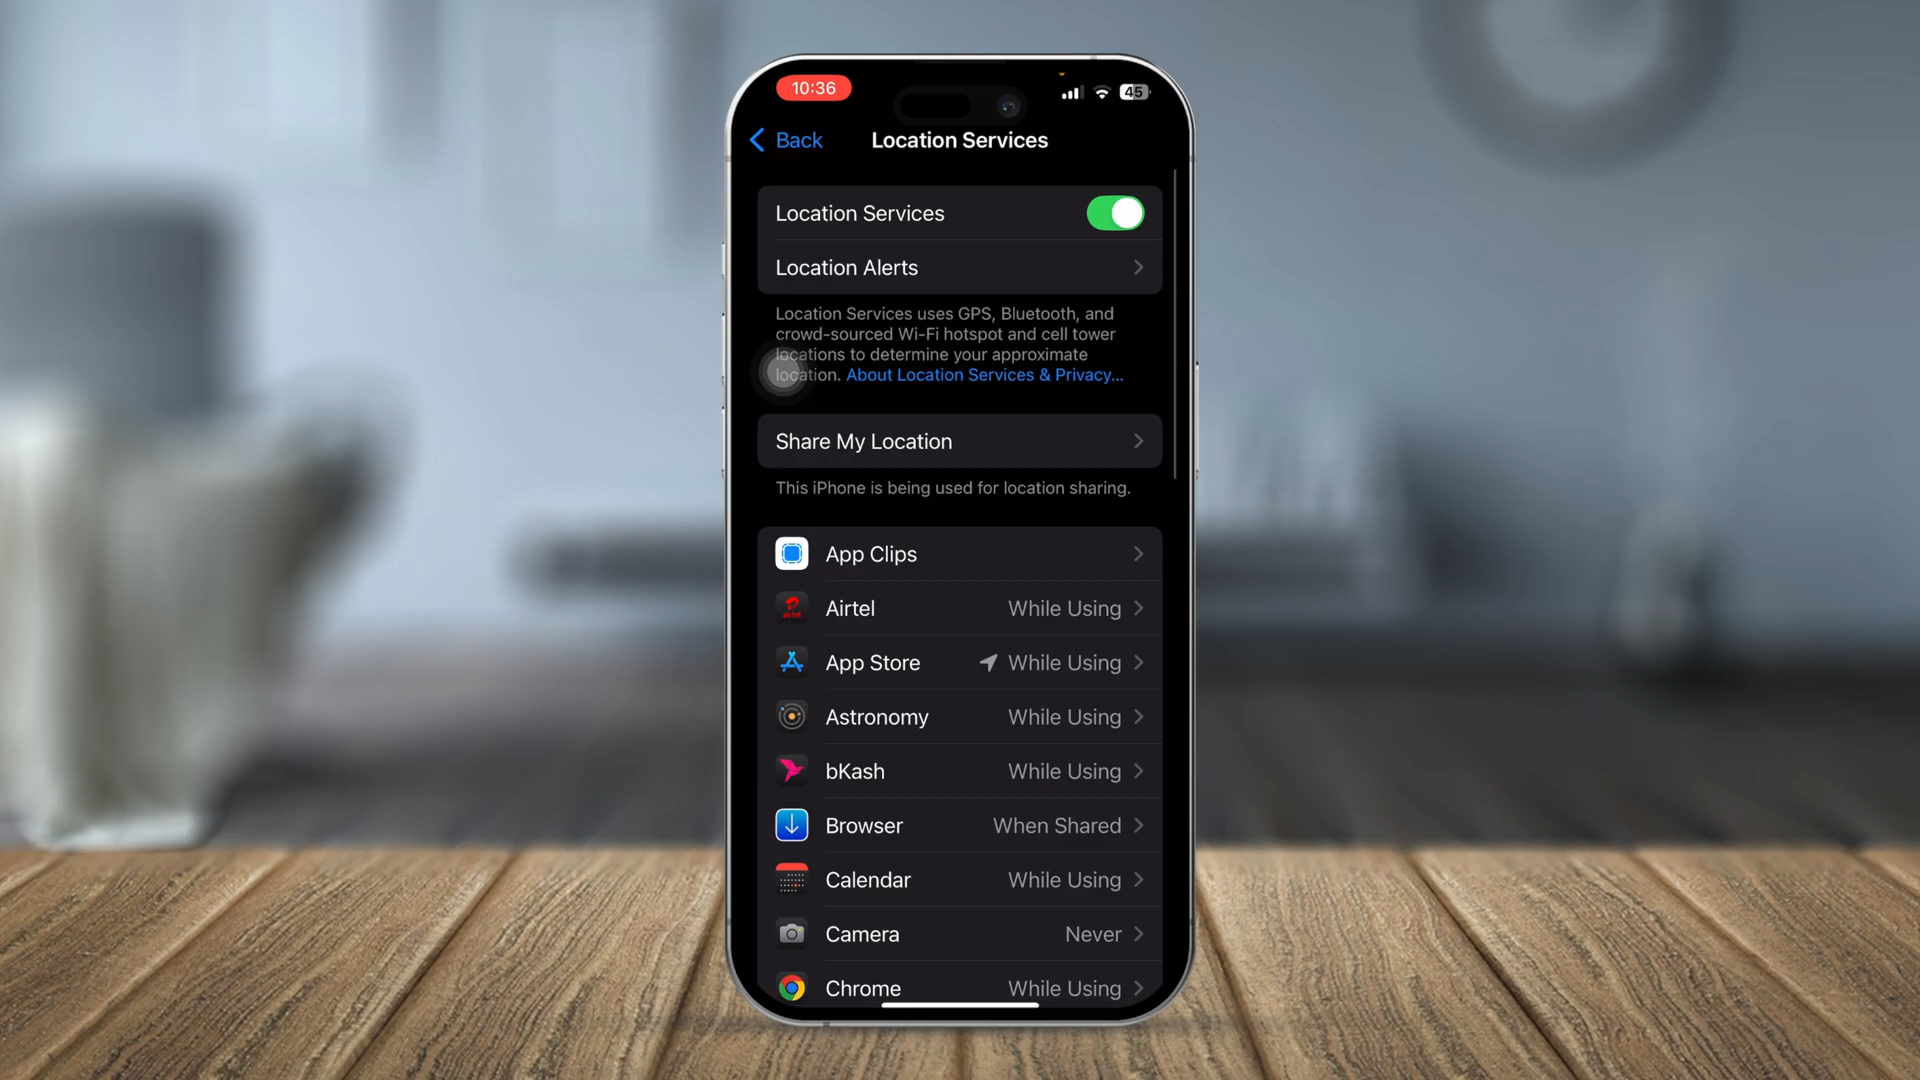 10:36
45
Back
Location Services
Location Services
Location Alerts
Location Services uses GPS, Bluetooth, and
crowd-sourced Wi-Fi hotspot and cell tower
locations to determine your approximate
location. About Location Services & Privacy...
Share My Location
This iPhone is being used for location sharing.
App Clips
airtel
Airtel While Using
App Store While Using
Astronomy While Using
bKash While Using
Browser When Shared
Calendar While Using
Camera Never
Chrome While Using